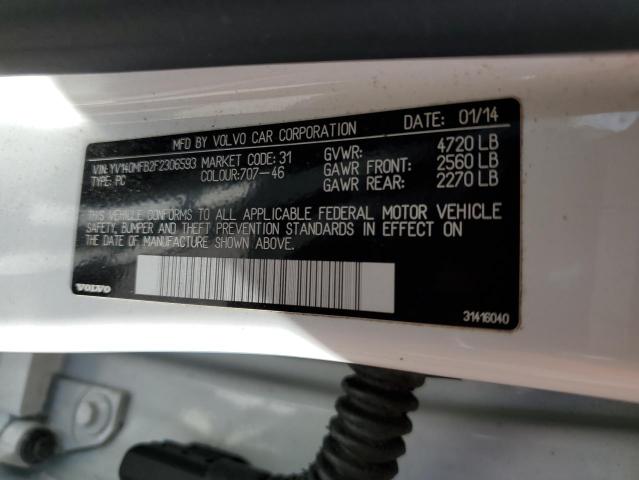 MFD BY VOLVO CAR CORPORATION DATE: 01/14
VIN: YV140MFB2F2306593 MARKET CODE: 31 GVWR: 4720 LB
TYPE: PC COLOUR: 707-46 GAWR FRONT: 2560 LB
GAWR REAR: 2270 LB
THIS VEHICLE CONFORMS TO ALL APPLICABLE FEDERAL MOTOR VEHICLE
SAFETY, BUMPER AND THEFT PREVENTION STANDARDS IN EFFECT ON
THE DATE OF MANUFACTURE SHOWN ABOVE.
VOLVO 31416040